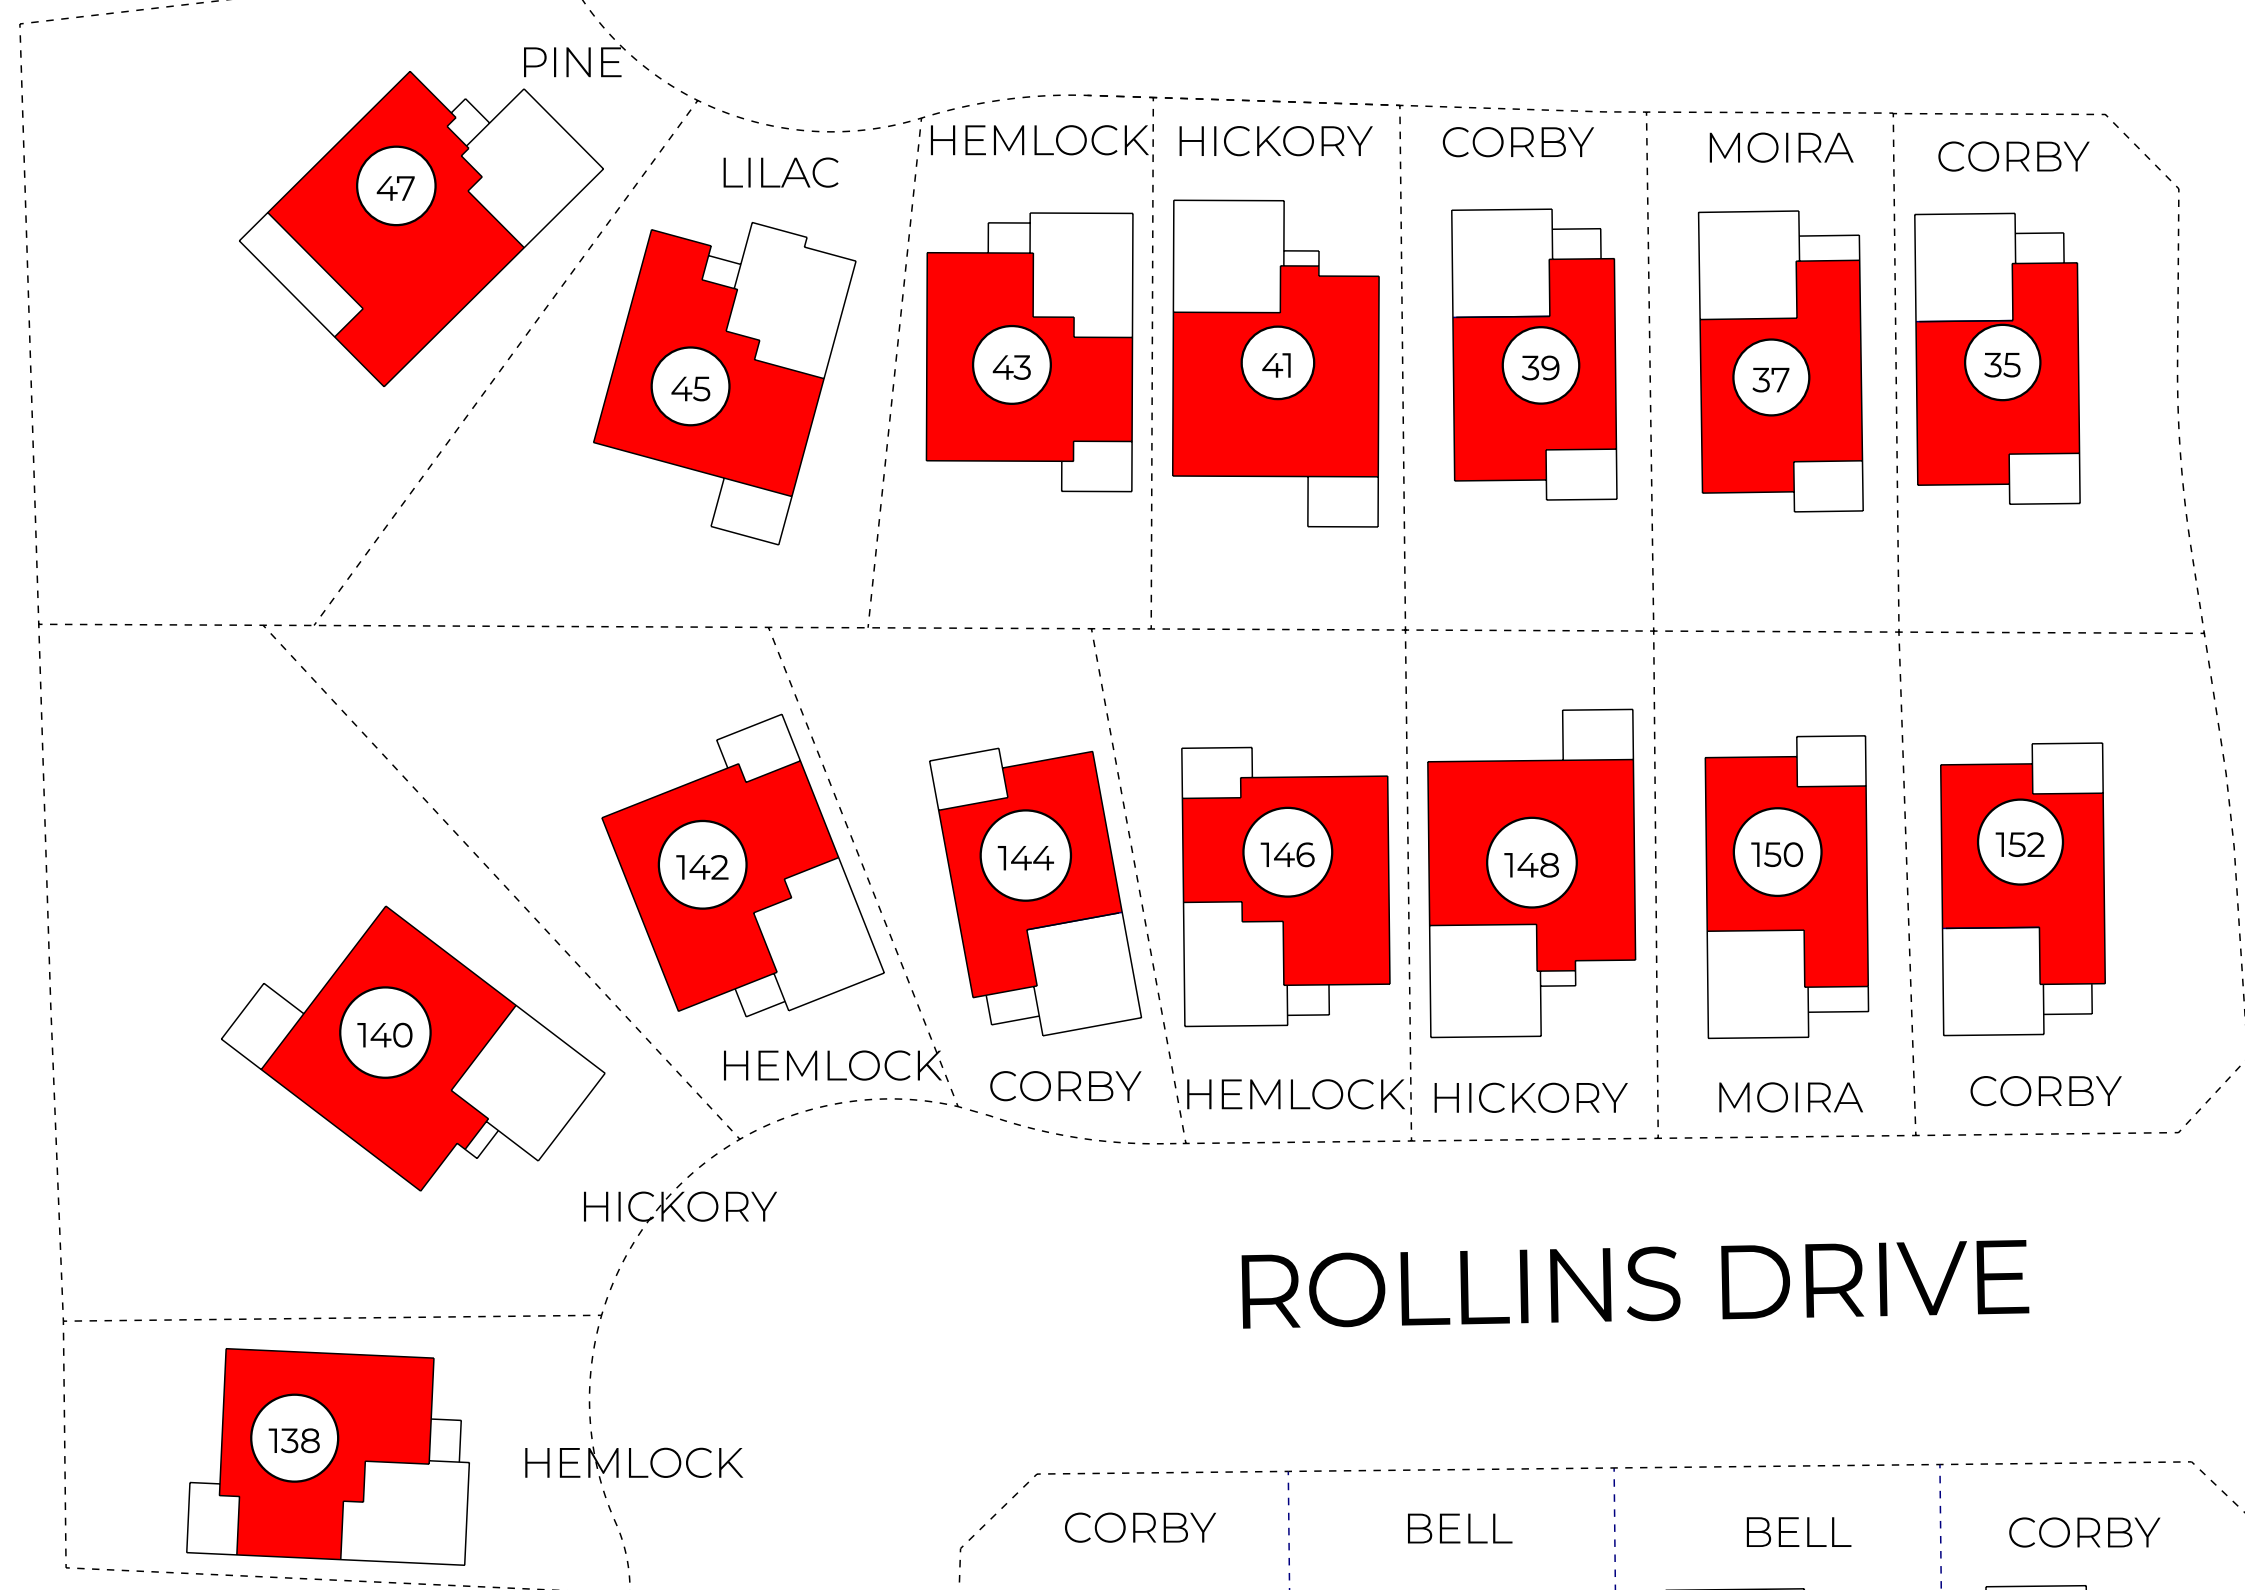 PINE
LILAC
HEMLOCK
HICKORY
CORBY
MOIRA
CORBY
47
45
43
41
39
37
35
142
144
146
148
150
152
140
HEMLOCK
CORBY
HEMLOCK
HICKORY
MOIRA
CORBY
HICKORY
ROLLINS DRIVE
138
HEMLOCK
CORBY
BELL
BELL
CORBY